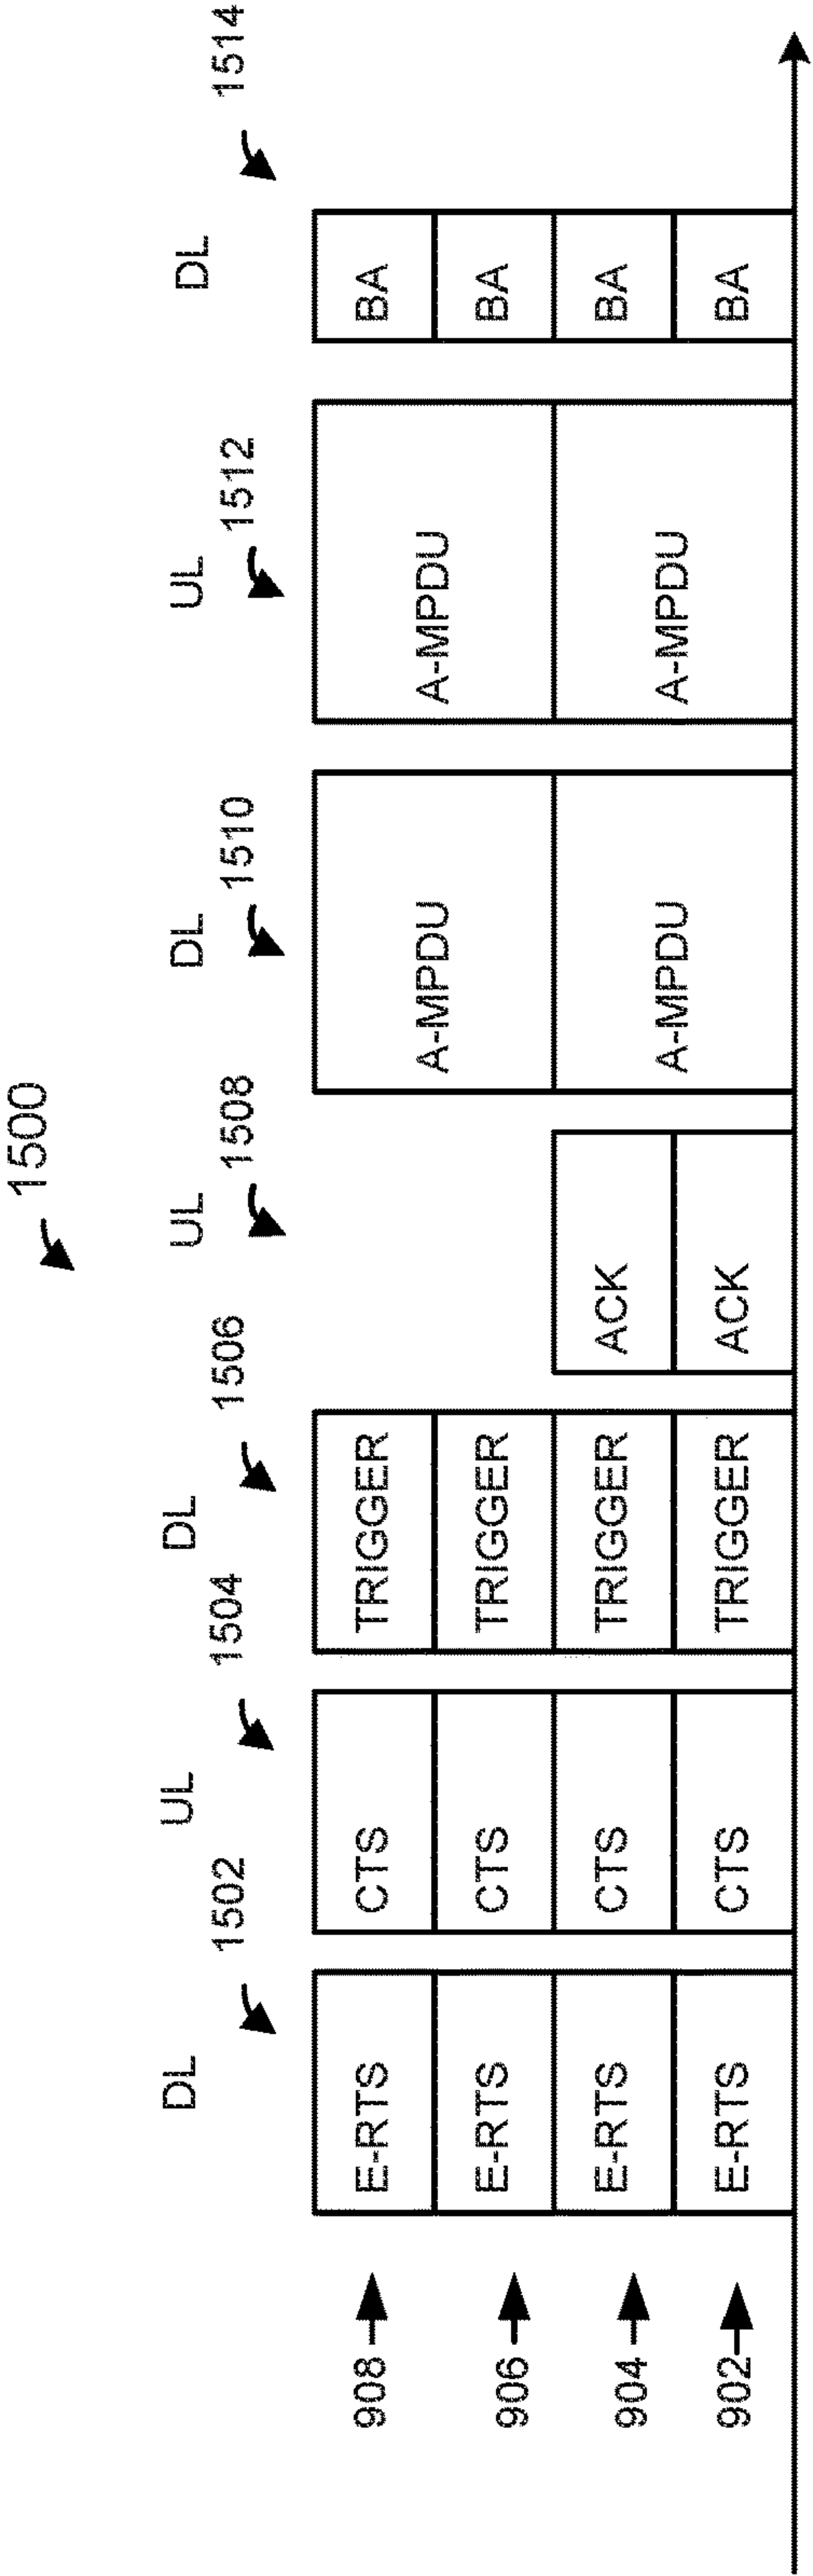 1500
DL
UL
DL
UL
DL
UL
DL
1502
1504
1506
1508
1510
1512
1514
908
E-RTS
CTS
TRIGGER
A-MPDU
A-MPDU
BA
906
E-RTS
CTS
TRIGGER
BA
904
E-RTS
CTS
TRIGGER
ACK
A-MPDU
A-MPDU
BA
902
E-RTS
CTS
TRIGGER
ACK
BA